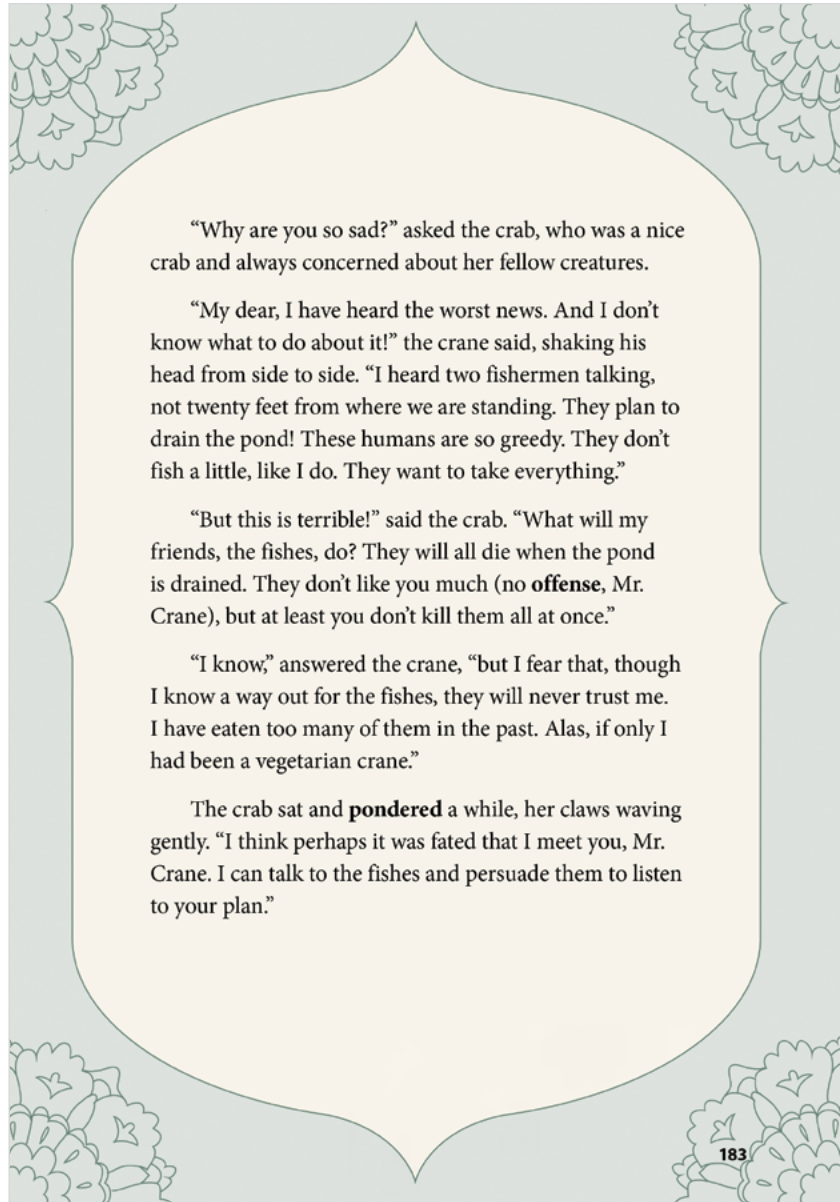 “Why are you so sad?” asked the crab, who was a nice
crab and always concerned about her fellow creatures.
“My dear, I have heard the worst news. And I don’t
know what to do about it!” the crane said, shaking his
head from side to side. “I heard two fishermen talking,
not twenty feet from where we are standing. They plan to
drain the pond! These humans are so greedy. They don’t
fish a little, like I do. They want to take everything.”
“But this is terrible!” said the crab. “What will my
friends, the fishes, do? They will all die when the pond
is drained. They don’t like you much (no offense, Mr.
Crane), but at least you don’t kill them all at once.”
“I know,” answered the crane, “but I fear that, though
I know a way out for the fishes, they will never trust me.
I have eaten too many of them in the past. Alas, if only I
had been a vegetarian crane.”
The crab sat and pondered a while, her claws waving
gently. “I think perhaps it was fated that I meet you, Mr.
Crane. I can talk to the fishes and persuade them to listen
to your plan.”
183